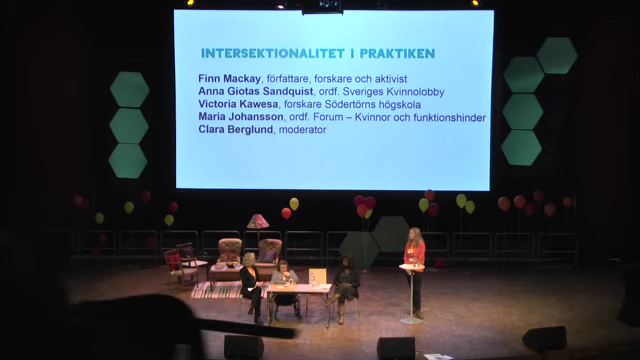 INTERSEKTIONALITET I PRAKTIKEN
Finn Mackay, författare, forskare och aktivist
Anna Giotas Sandquist, ordf. Sveriges Kvinnolobby
Victoria Kawesa, forskare Södertörns högskola
Maria Johansson, ordf. Forum – Kvinnor och funktionshinder
Clara Berglund, moderator